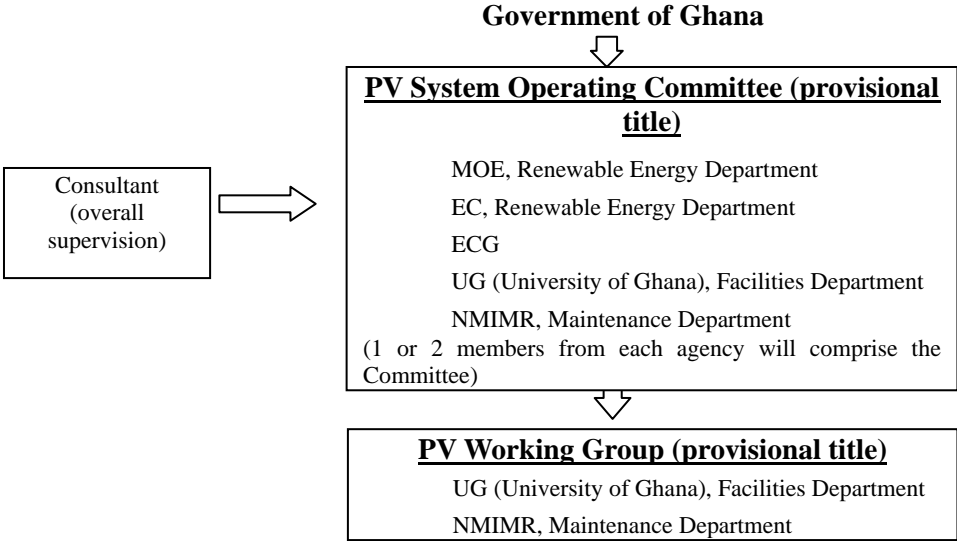 Government of Ghana
PV System Operating Committee (provisional
title)
MOE, Renewable Energy Department
EC, Renewable Energy Department
ECG
UG (University of Ghana), Facilities Department
NMIMR, Maintenance Department
(1 or 2 members from each agency will comprise the
Committee)
Consultant
(overall
supervision)
PV Working Group (provisional title)
UG (University of Ghana), Facilities Department
NMIMR, Maintenance Department